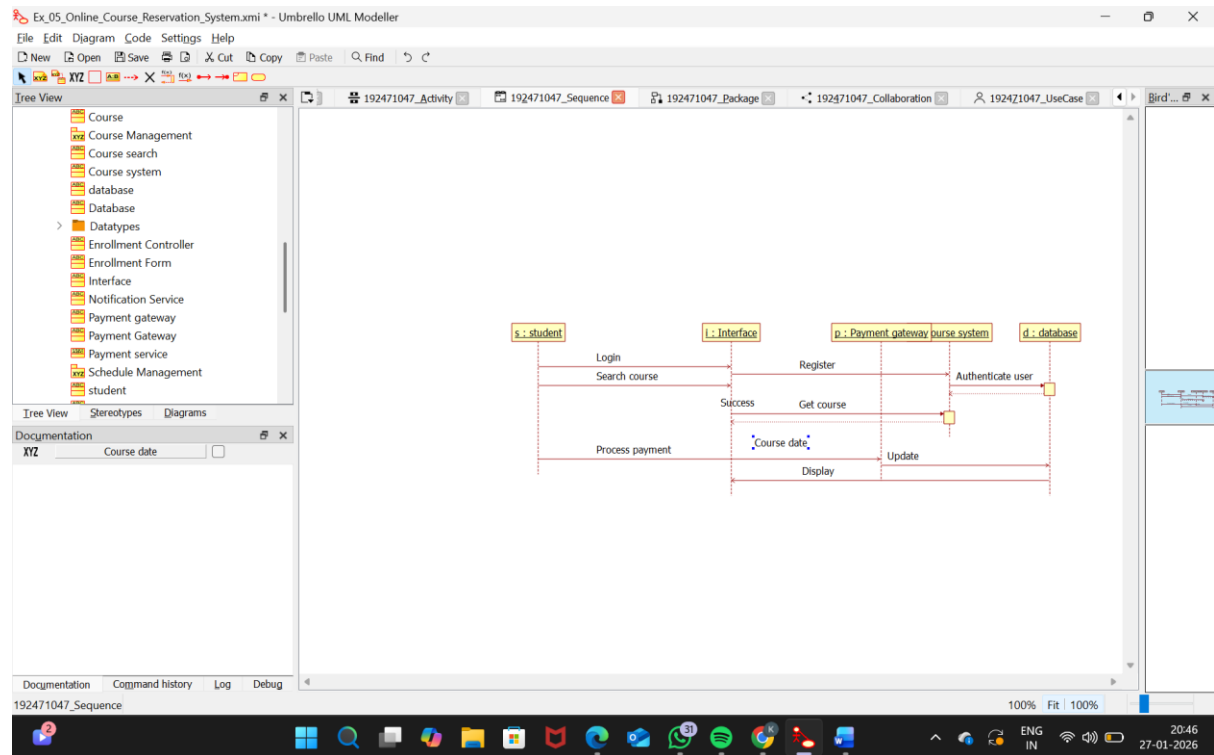 Ex_05_Online_Course_Reservation_System.xmi * - Umbrello UML Modeller
File Edit Diagram Code Settings Help
New Open Save Cut Copy Paste Find
XYZ A:B f(x) f(x)
Tree View
192471047_Activity 192471047_Sequence 192471047_Package 192471047_Collaboration 192471047_UseCase
Bird'...
Course
Course Management
Course search
Course system
database
Database
Datatypes
Enrollment Controller
Enrollment Form
Interface
Notification Service
Payment gateway
Payment Gateway
Payment service
Schedule Management
student
Tree View Stereotypes Diagrams
Documentation
XYZ Course date
s : student i : Interface p : Payment gateway ourse system d : database
Login
Register
Search course
Authenticate user
Success
Get course
Course date
Process payment
Update
Display
Documentation Command history Log Debug
192471047_Sequence
100% Fit 100%
2
31
K
ENG
IN
20:46
27-01-2026